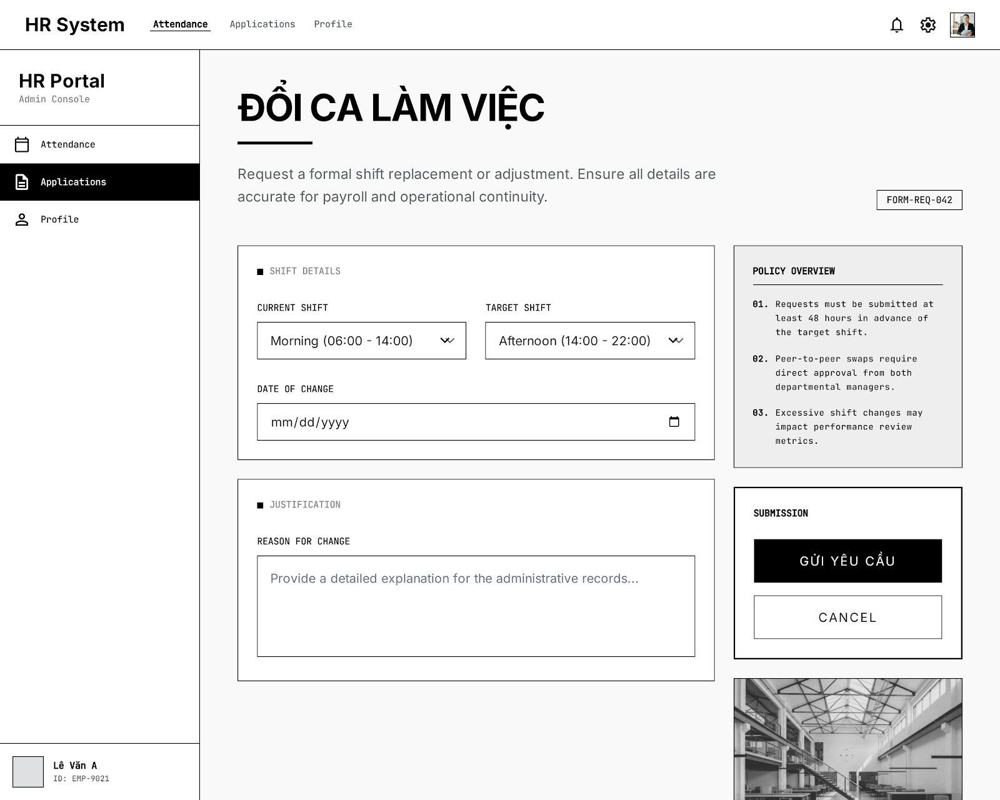 HR System
Attendance
Applications
Profile
HR Portal
Admin Console
Attendance
Applications
Profile
Lê Văn A
ID: EMP-9021
ĐỔI CA LÀM VIỆC
Request a formal shift replacement or adjustment. Ensure all details are
accurate for payroll and operational continuity.
FORM-REQ-042
SHIFT DETAILS
CURRENT SHIFT
Morning (06:00 - 14:00)
TARGET SHIFT
Afternoon (14:00 - 22:00)
DATE OF CHANGE
mm/dd/yyyy
JUSTIFICATION
REASON FOR CHANGE
Provide a detailed explanation for the administrative records...
POLICY OVERVIEW
01. Requests must be submitted at
least 48 hours in advance of
the target shift.
02. Peer-to-peer swaps require
direct approval from both
departmental managers.
03. Excessive shift changes may
impact performance review
metrics.
SUBMISSION
GỬI YÊU CẦU
CANCEL